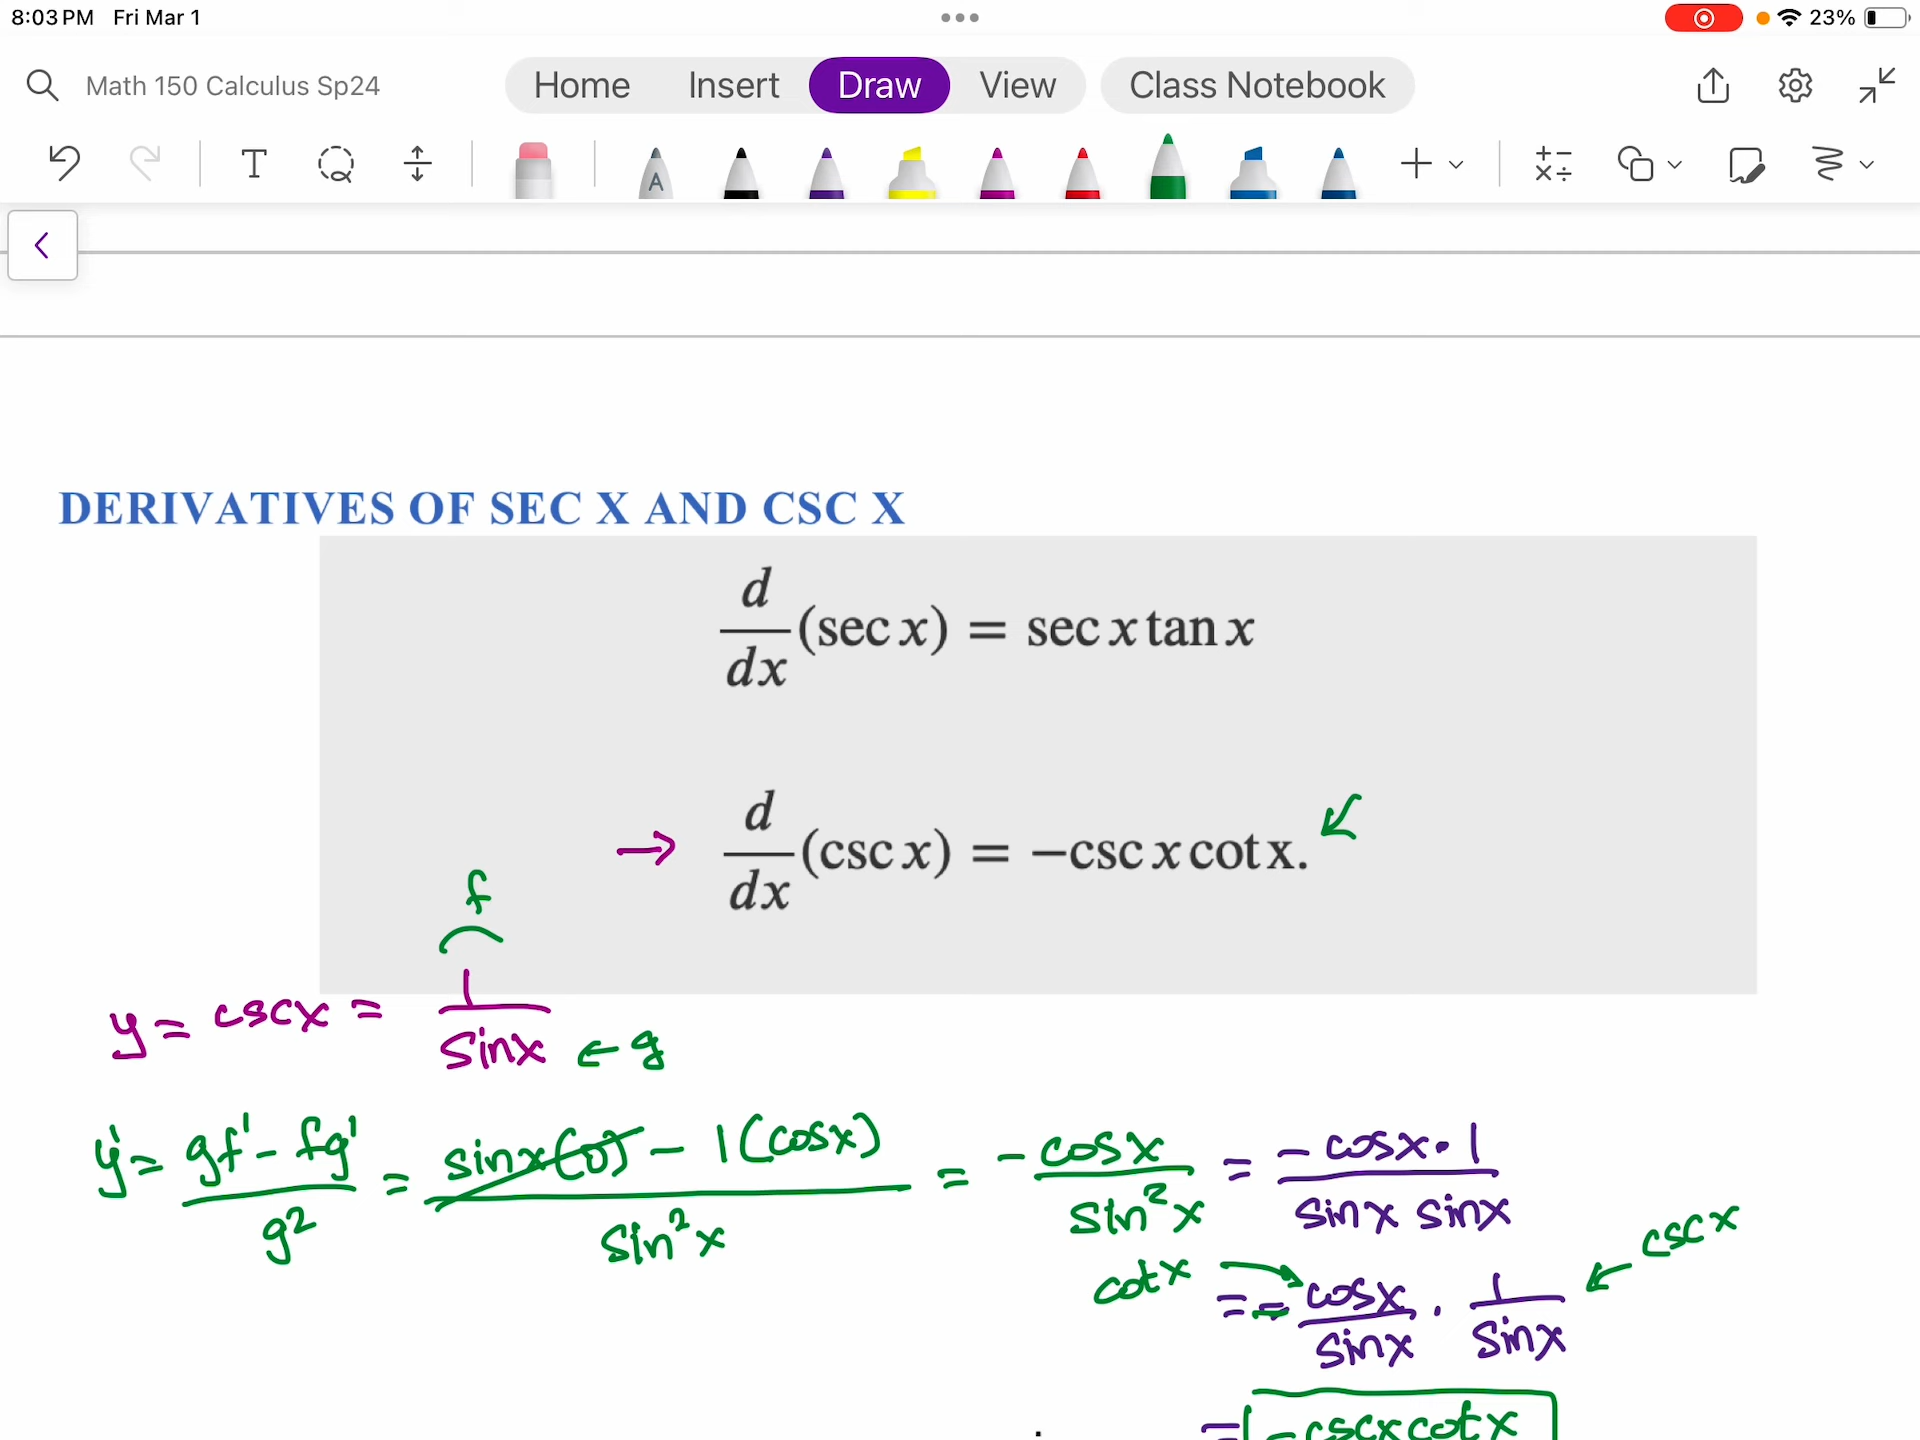 8:03 PM Fri Mar 1 23%
Math 150 Calculus Sp24 Home Insert Draw View Class Notebook
T A
DERIVATIVES OF SEC X AND CSC X
d/dx (sec x) = sec x tan x
→ d/dx (csc x) = −csc x cot x. ↙
f
y = cscx = 1/sinx ← g
y' = (gf' - fg')/g² = (sinx(0) - 1(cosx))/sin²x = -cosx/sin²x = -cosx·1/(sinx sinx)
cotx → = -cosx/sinx · 1/sinx ← cscx
= -cscxcotx